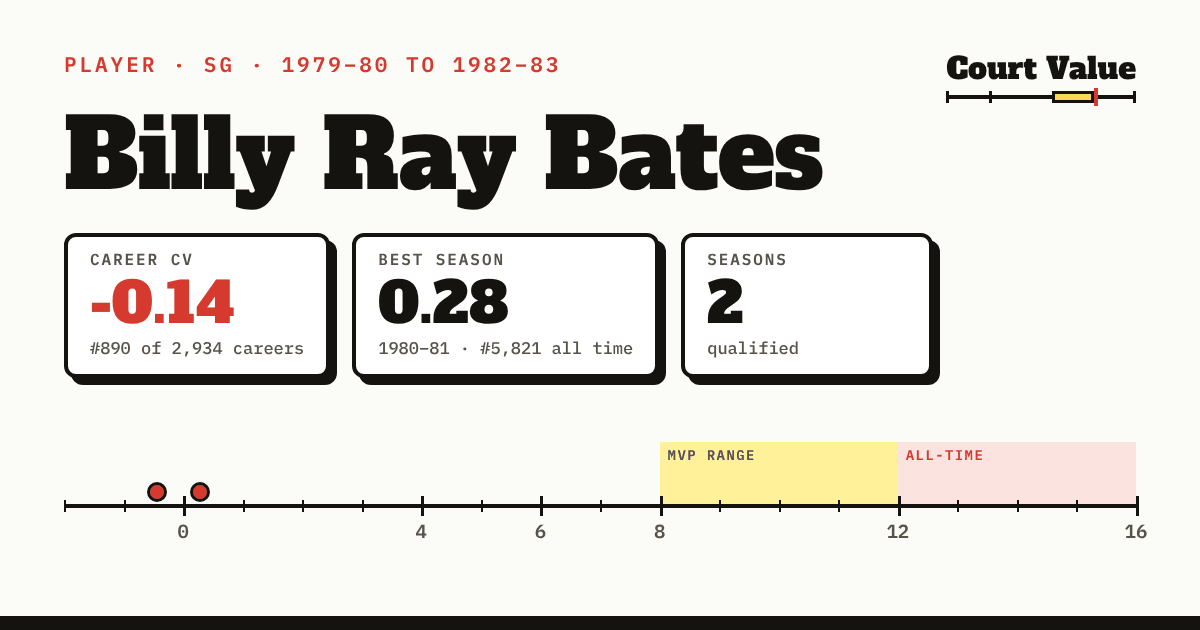 PLAYER · SG · 1979–80 TO 1982–83
Court Value
Billy Ray Bates
CAREER CV
-0.14
#890 of 2,934 careers
BEST SEASON
0.28
1980–81 · #5,821 all time
SEASONS
2
qualified
MVP RANGE
ALL-TIME
0 4 6 8 12 16